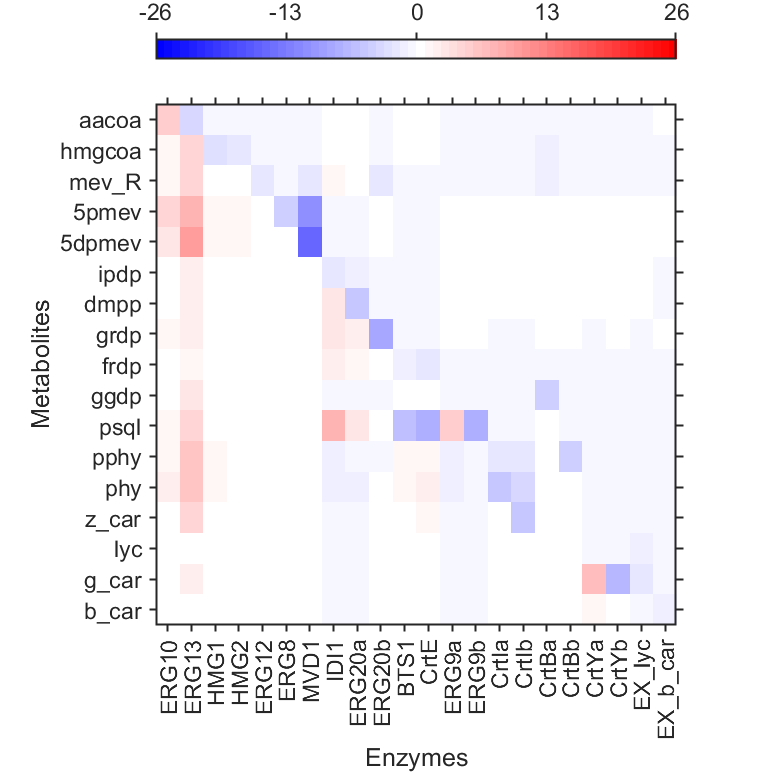 -26 -13 0 13 26
aacoa
hmgcoa
mev_R
5pmev
5dpmev
ipdp
dmpp
grdp
frdp
ggdp
psql
pphy
phy
z_car
lyc
g_car
b_car
Metabolites
ERG10
ERG13
HMG1
HMG2
ERG12
ERG8
MVD1
IDI1
ERG20a
ERG20b
BTS1
CrtE
ERG9a
ERG9b
CrtIa
CrtIb
CrtBa
CrtBb
CrtYa
CrtYb
EX_lyc
EX_b_car
Enzymes